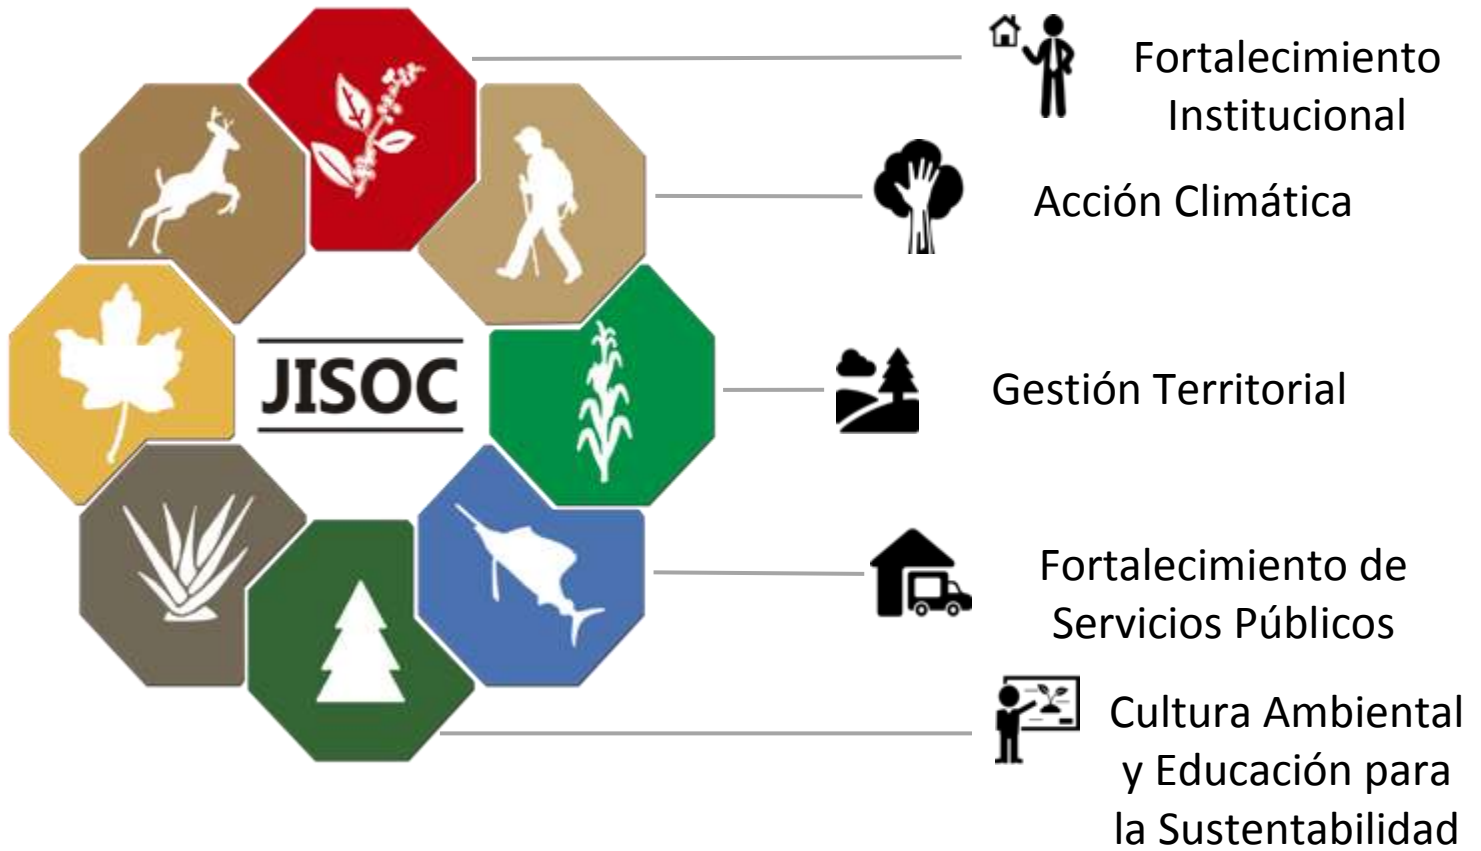 JISOC
Fortalecimiento
Institucional
Acción Climática
Gestión Territorial
Fortalecimiento de
Servicios Públicos
Cultura Ambiental
y Educación para
la Sustentabilidad